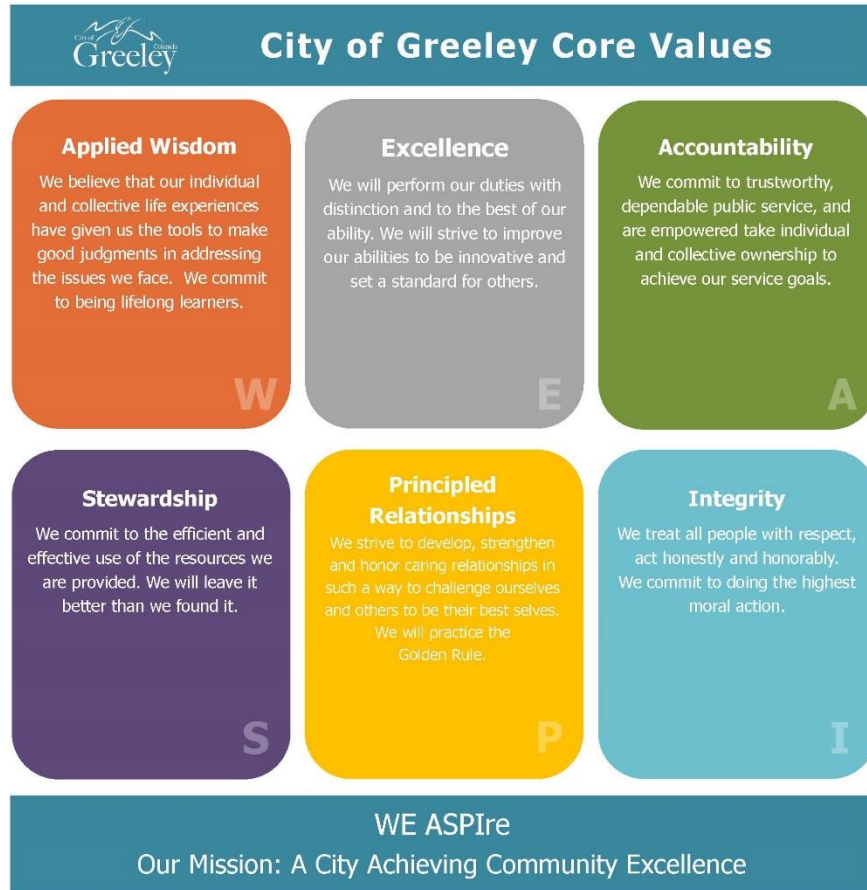 City of
Colorado
Greeley
City of Greeley Core Values
Applied Wisdom
We believe that our individual
and collective life experiences
have given us the tools to make
good judgments in addressing
the issues we face.  We commit
to being lifelong learners.
W
Excellence
We will perform our duties with
distinction and to the best of our
ability. We will strive to improve
our abilities to be innovative and
set a standard for others.
E
Accountability
We commit to trustworthy,
dependable public service, and
are empowered take individual
and collective ownership to
achieve our service goals.
A
Stewardship
We commit to the efficient and
effective use of the resources we
are provided. We will leave it
better than we found it.
S
Principled
Relationships
We strive to develop, strengthen
and honor caring relationships in
such a way to challenge ourselves
and others to be their best selves.
We will practice the
Golden Rule.
P
Integrity
We treat all people with respect,
act honestly and honorably.
We commit to doing the highest
moral action.
I
WE ASPIre
Our Mission: A City Achieving Community Excellence